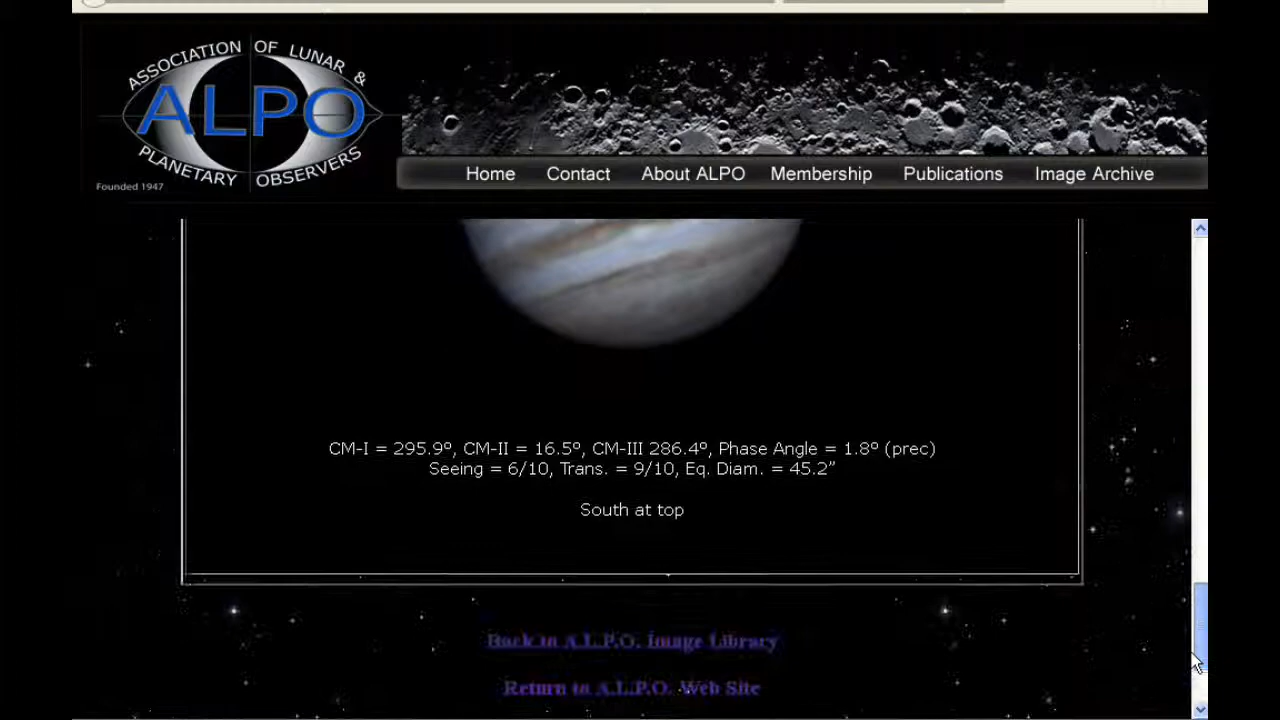 ASSOCIATION OF LUNAR &
ALPO
PLANETARY OBSERVERS
Founded 1947
Home Contact About ALPO Membership Publications Image Archive
CM-I = 295.9º, CM-II = 16.5º, CM-III 286.4º, Phase Angle = 1.8º (prec)
Seeing = 6/10, Trans. = 9/10, Eq. Diam. = 45.2”
South at top
Back to A.L.P.O. Image Library
Return to A.L.P.O. Web Site